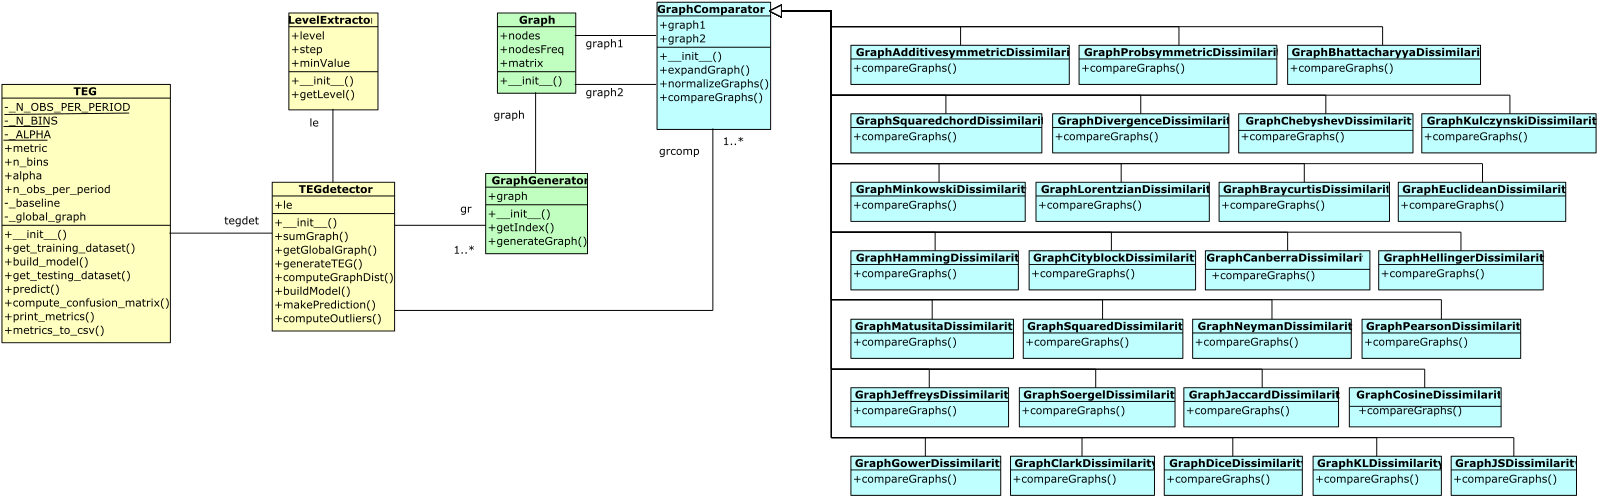 TEG
-_N_OBS_PER_PERIOD
-_N_BINS
-_ALPHA
+metric
+n_bins
+alpha
+n_obs_per_period
-_baseline
-_global_graph
+__init__()
+get_training_dataset()
+build_model()
+get_testing_dataset()
+predict()
+compute_confusion_matrix()
+print_metrics()
+metrics_to_csv()
tegdet
LevelExtractor
+level
+step
+minValue
+__init__()
+getLevel()
le
TEGdetector
+le
+__init__()
+sumGraph()
+getGlobalGraph()
+generateTEG()
+computeGraphDist()
+buildModel()
+makePrediction()
+computeOutliers()
gr
1..*
Graph
+nodes
+nodesFreq
+matrix
+__init__()
graph1
graph2
graph
GraphGenerator
+graph
+__init__()
+getIndex()
+generateGraph()
GraphComparator
+graph1
+graph2
+__init__()
+expandGraph()
+normalizeGraphs()
+compareGraphs()
1..*
grcomp
GraphAdditivesymmetricDissimilari
+compareGraphs()
GraphProbsymmetricDissimilari
+compareGraphs()
GraphBhattacharyyaDissimilari
+compareGraphs()
GraphSquaredchordDissimilarit
+compareGraphs()
GraphDivergenceDissimilarit
+compareGraphs()
GraphChebyshevDissimilarit
+compareGraphs()
GraphKulczynskiDissimilarit
+compareGraphs()
GraphMinkowskiDissimilarit
+compareGraphs()
GraphLorentzianDissimilarit
+compareGraphs()
GraphBraycurtisDissimilarit
+compareGraphs()
GraphEuclideanDissimilarit
+compareGraphs()
GraphHammingDissimilarit
+compareGraphs()
GraphCityblockDissimilarit
+compareGraphs()
GraphCanberraDissimilari
+compareGraphs()
GraphHellingerDissimilarit
+compareGraphs()
GraphMatusitaDissimilarit
+compareGraphs()
GraphSquaredDissimilarit
+compareGraphs()
GraphNeymanDissimilarit
+compareGraphs()
GraphPearsonDissimilarit
+compareGraphs()
GraphJeffreysDissimilarit
+compareGraphs()
GraphSoergelDissimilarit
+compareGraphs()
GraphJaccardDissimilarit
+compareGraphs()
GraphCosineDissimilarit
+compareGraphs()
GraphGowerDissimilarit
+compareGraphs()
GraphClarkDissimilarity
+compareGraphs()
GraphDiceDissimilarit
+compareGraphs()
GraphKLDissimilarity
+compareGraphs()
GraphJSDissimilarity
+compareGraphs()